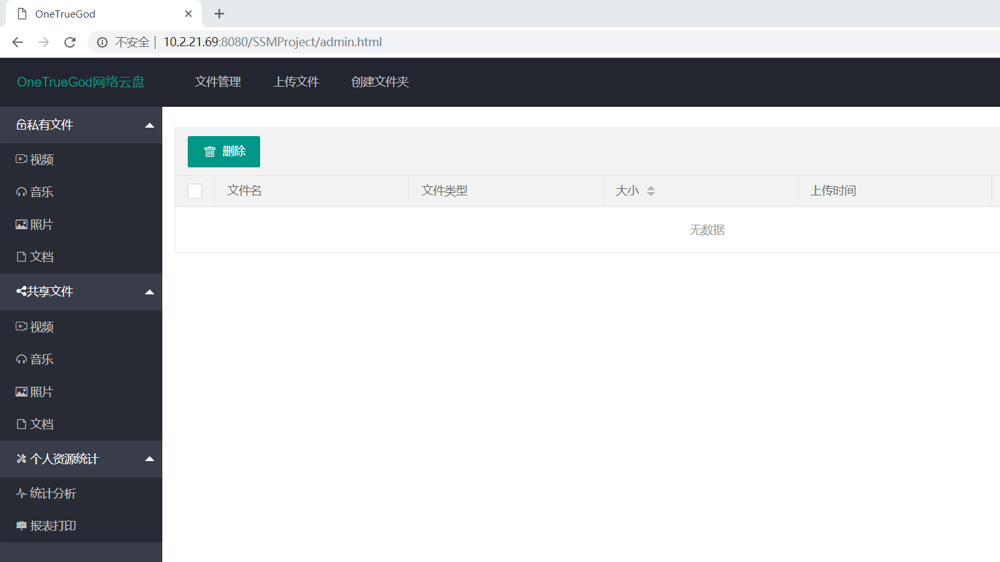 OneTrueGod
不安全 | 10.2.21.69:8080/SSMProject/admin.html
OneTrueGod网络云盘 文件管理 上传文件 创建文件夹
私有文件
视频
音乐
照片
文档
共享文件
视频
音乐
照片
文档
个人资源统计
统计分析
报表打印
删除
文件名 文件类型 大小 上传时间
无数据